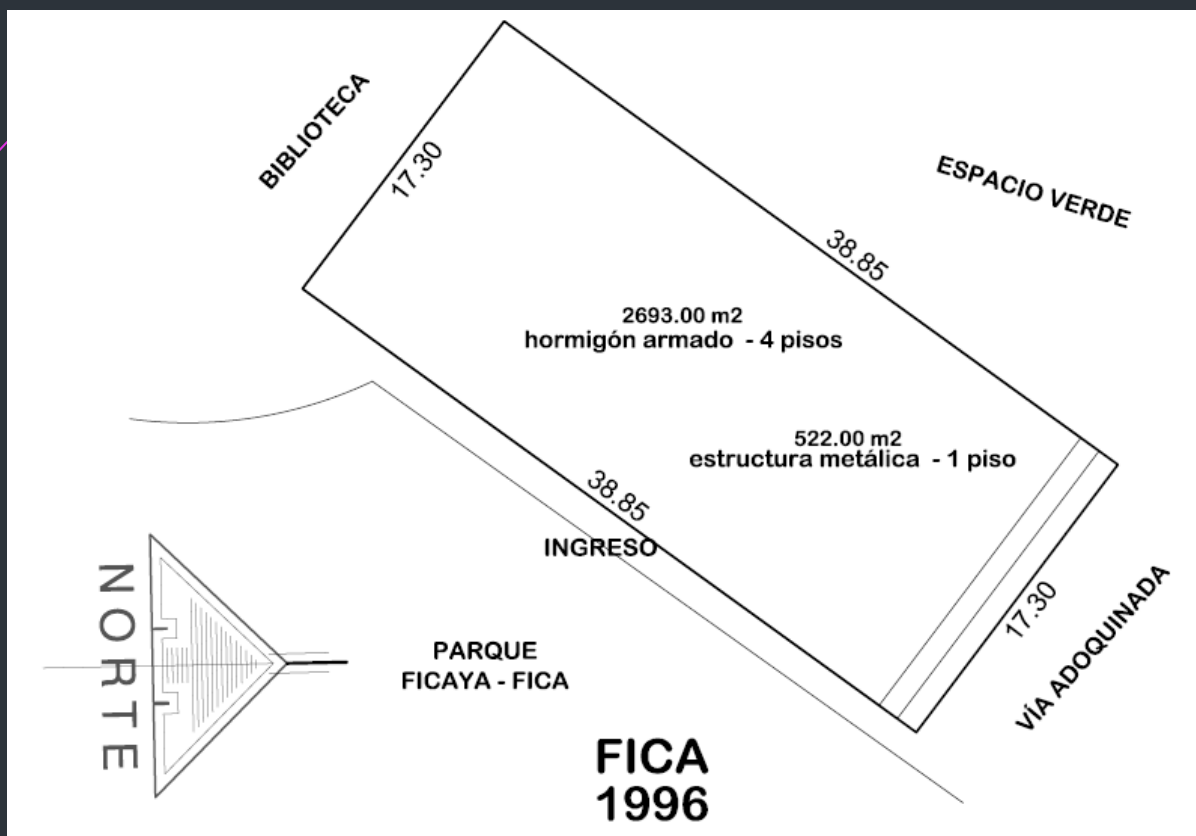 BIBLIOTECA
17.30
ESPACIO VERDE
38.85
2693.00 m2
hormigón armado - 4 pisos
522.00 m2
estructura metálica - 1 piso
38.85
INGRESO
17.30
VÍA ADOQUINADA
NORTE
PARQUE
FICAYA - FICA
FICA
1996